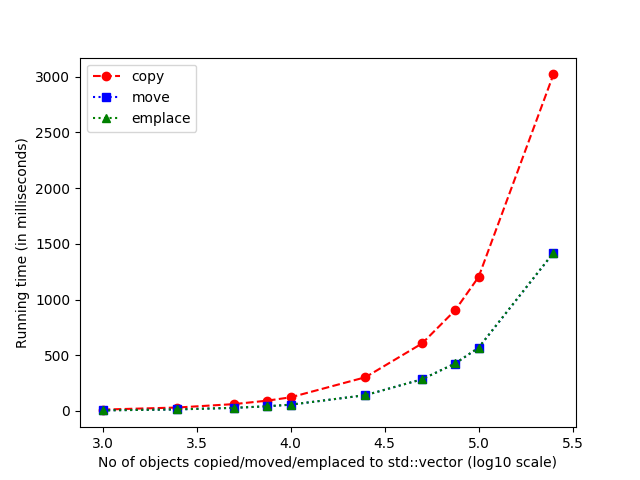 copy
move
emplace
Running time (in milliseconds)
3000
2500
2000
1500
1000
500
0
3.0 3.5 4.0 4.5 5.0 5.5
No of objects copied/moved/emplaced to std::vector (log10 scale)